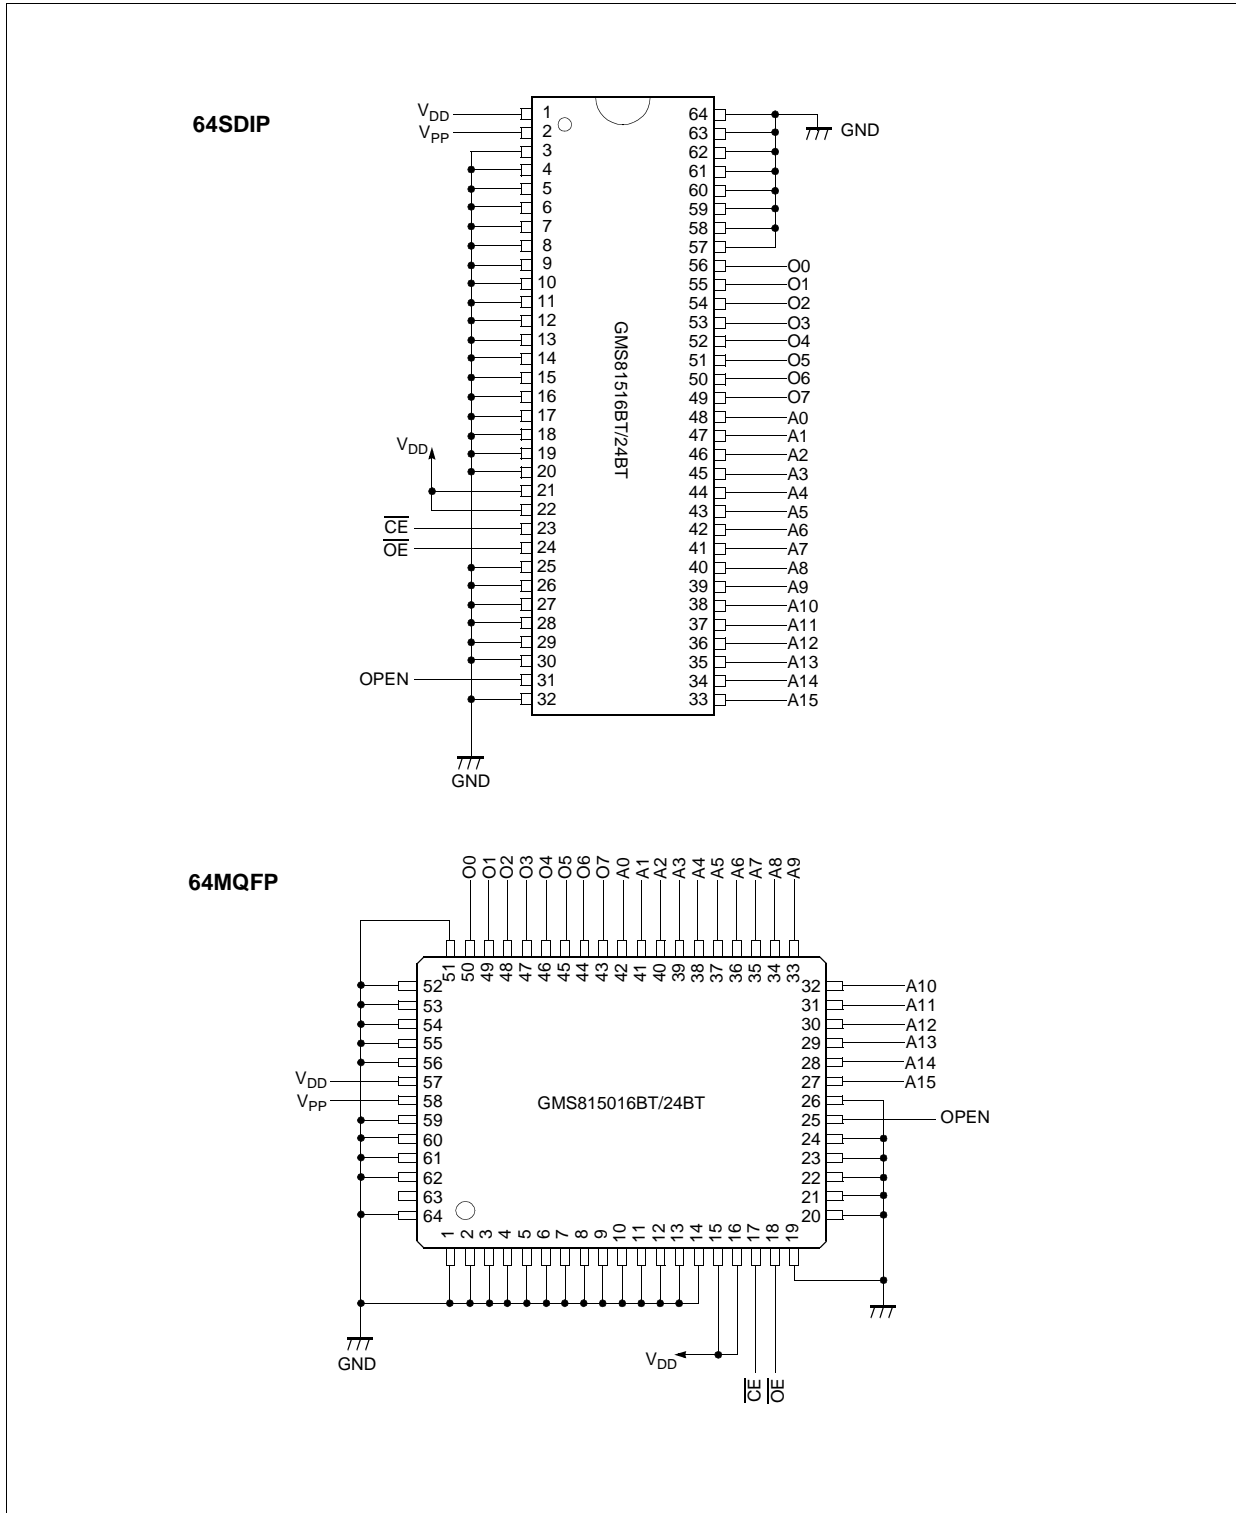 64SDIP
VDD 1 64
VPP 2 63 GND
3 62
4 61
5 60
6 59
7 58
8 57
9 56 O0
10 55 O1
11 54 O2
12 53 O3
13 52 O4
14 51 O5
15 50 O6
16 49 O7
17 48 A0
18 47 A1
19 46 A2
20 45 A3
VDD 21 44 A4
22 43 A5
CE 23 42 A6
OE 24 41 A7
25 40 A8
26 39 A9
27 38 A10
28 37 A11
29 36 A12
30 35 A13
OPEN 31 34 A14
32 33 A15
GMS81516BT/24BT
GND
64MQFP
O0 O1 O2 O3 O4 O5 O6 O7 A0 A1 A2 A3 A4 A5 A6 A7 A8 A9
51 50 49 48 47 46 45 44 43 42 41 40 39 38 37 36 35 34 33
52 32 A10
53 31 A11
54 30 A12
55 29 A13
56 28 A14
VDD 57 27 A15
VPP 58 GMS815016BT/24BT 26
59 25 OPEN
60 24
61 23
62 22
63 21
64 20
1 2 3 4 5 6 7 8 9 10 11 12 13 14 15 16 17 18 19
GND
VDD
CE OE